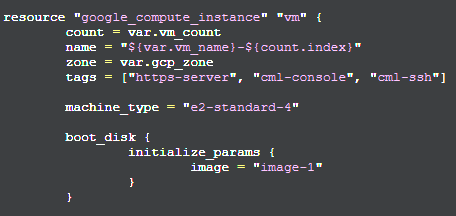 resource "google_compute_instance" "vm" {
count = var.vm_count
name = "${var.vm_name}-${count.index}"
zone = var.gcp_zone
tags = ["https-server", "cml-console", "cml-ssh"]
machine_type = "e2-standard-4"
boot_disk {
initialize_params {
image = "image-1"
}
}